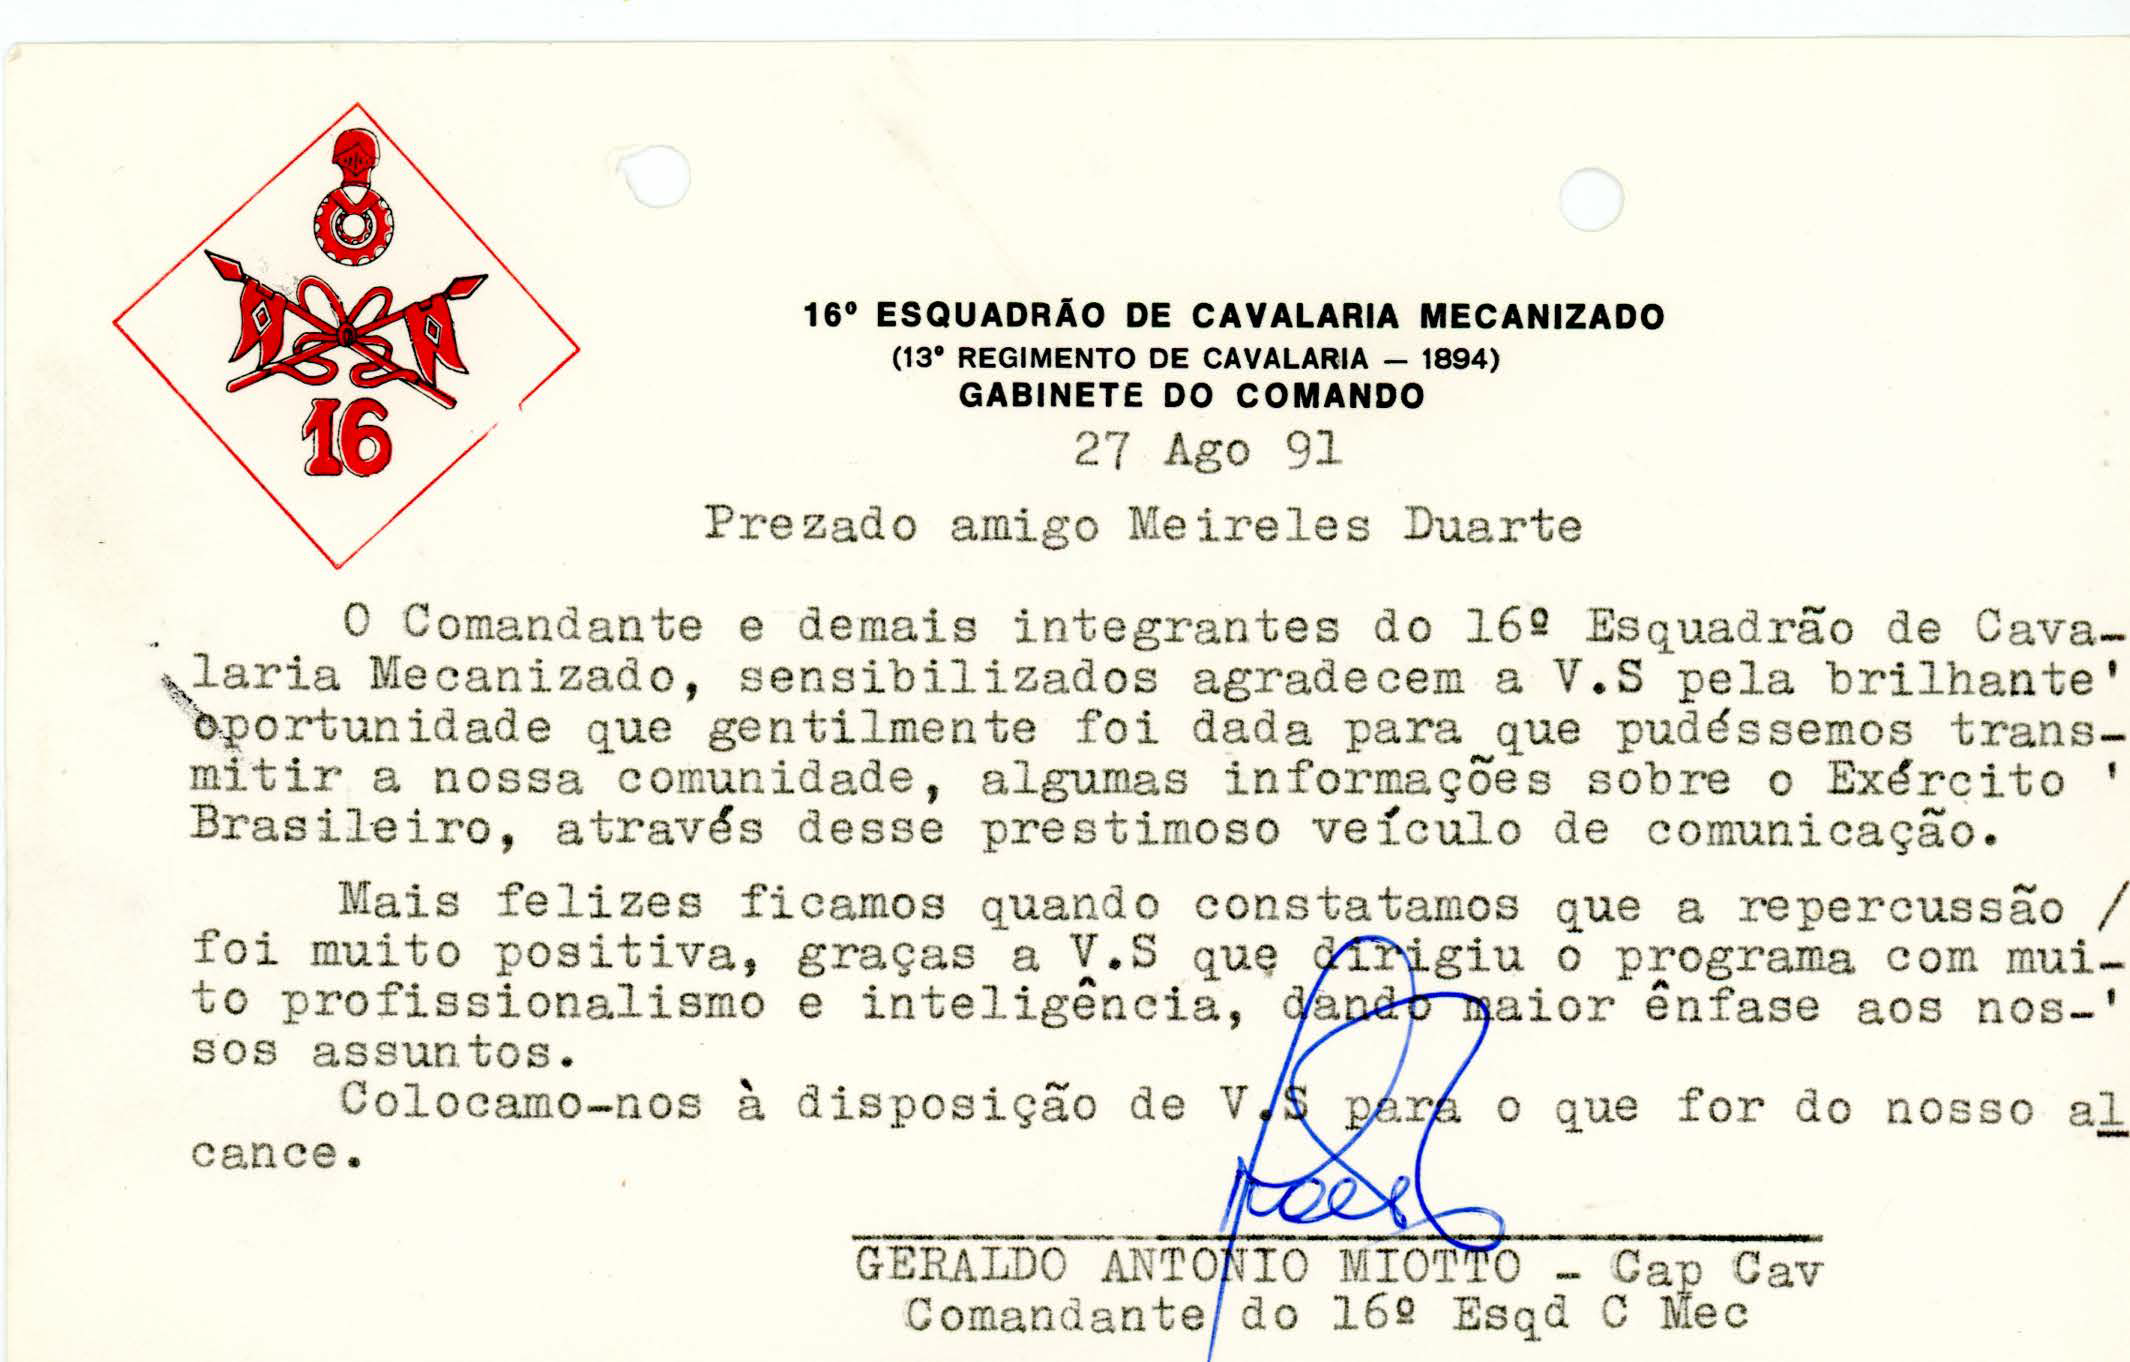 16
16º ESQUADRÃO DE CAVALARIA MECANIZADO
(13º REGIMENTO DE CAVALARIA — 1894)
GABINETE DO COMANDO
27 Ago 91
Prezado amigo Meireles Duarte
O Comandante e demais integrantes do 16º Esquadrão de Cava-
laria Mecanizado, sensibilizados agradecem a V.S pela brilhante'
oportunidade que gentilmente foi dada para que pudéssemos trans-
mitir a nossa comunidade, algumas informações sobre o Exército '
Brasileiro, através desse prestimoso veículo de comunicação.
Mais felizes ficamos quando constatamos que a repercussão /
foi muito positiva, graças a V.S que dirigiu o programa com mui-
to profissionalismo e inteligência, dando maior ênfase aos nos-'
sos assuntos.
Colocamo-nos à disposição de V.S para o que for do nosso al
cance.
GERALDO ANTONIO MIOTTO - Cap Cav
Comandante do 16º Esqd C Mec